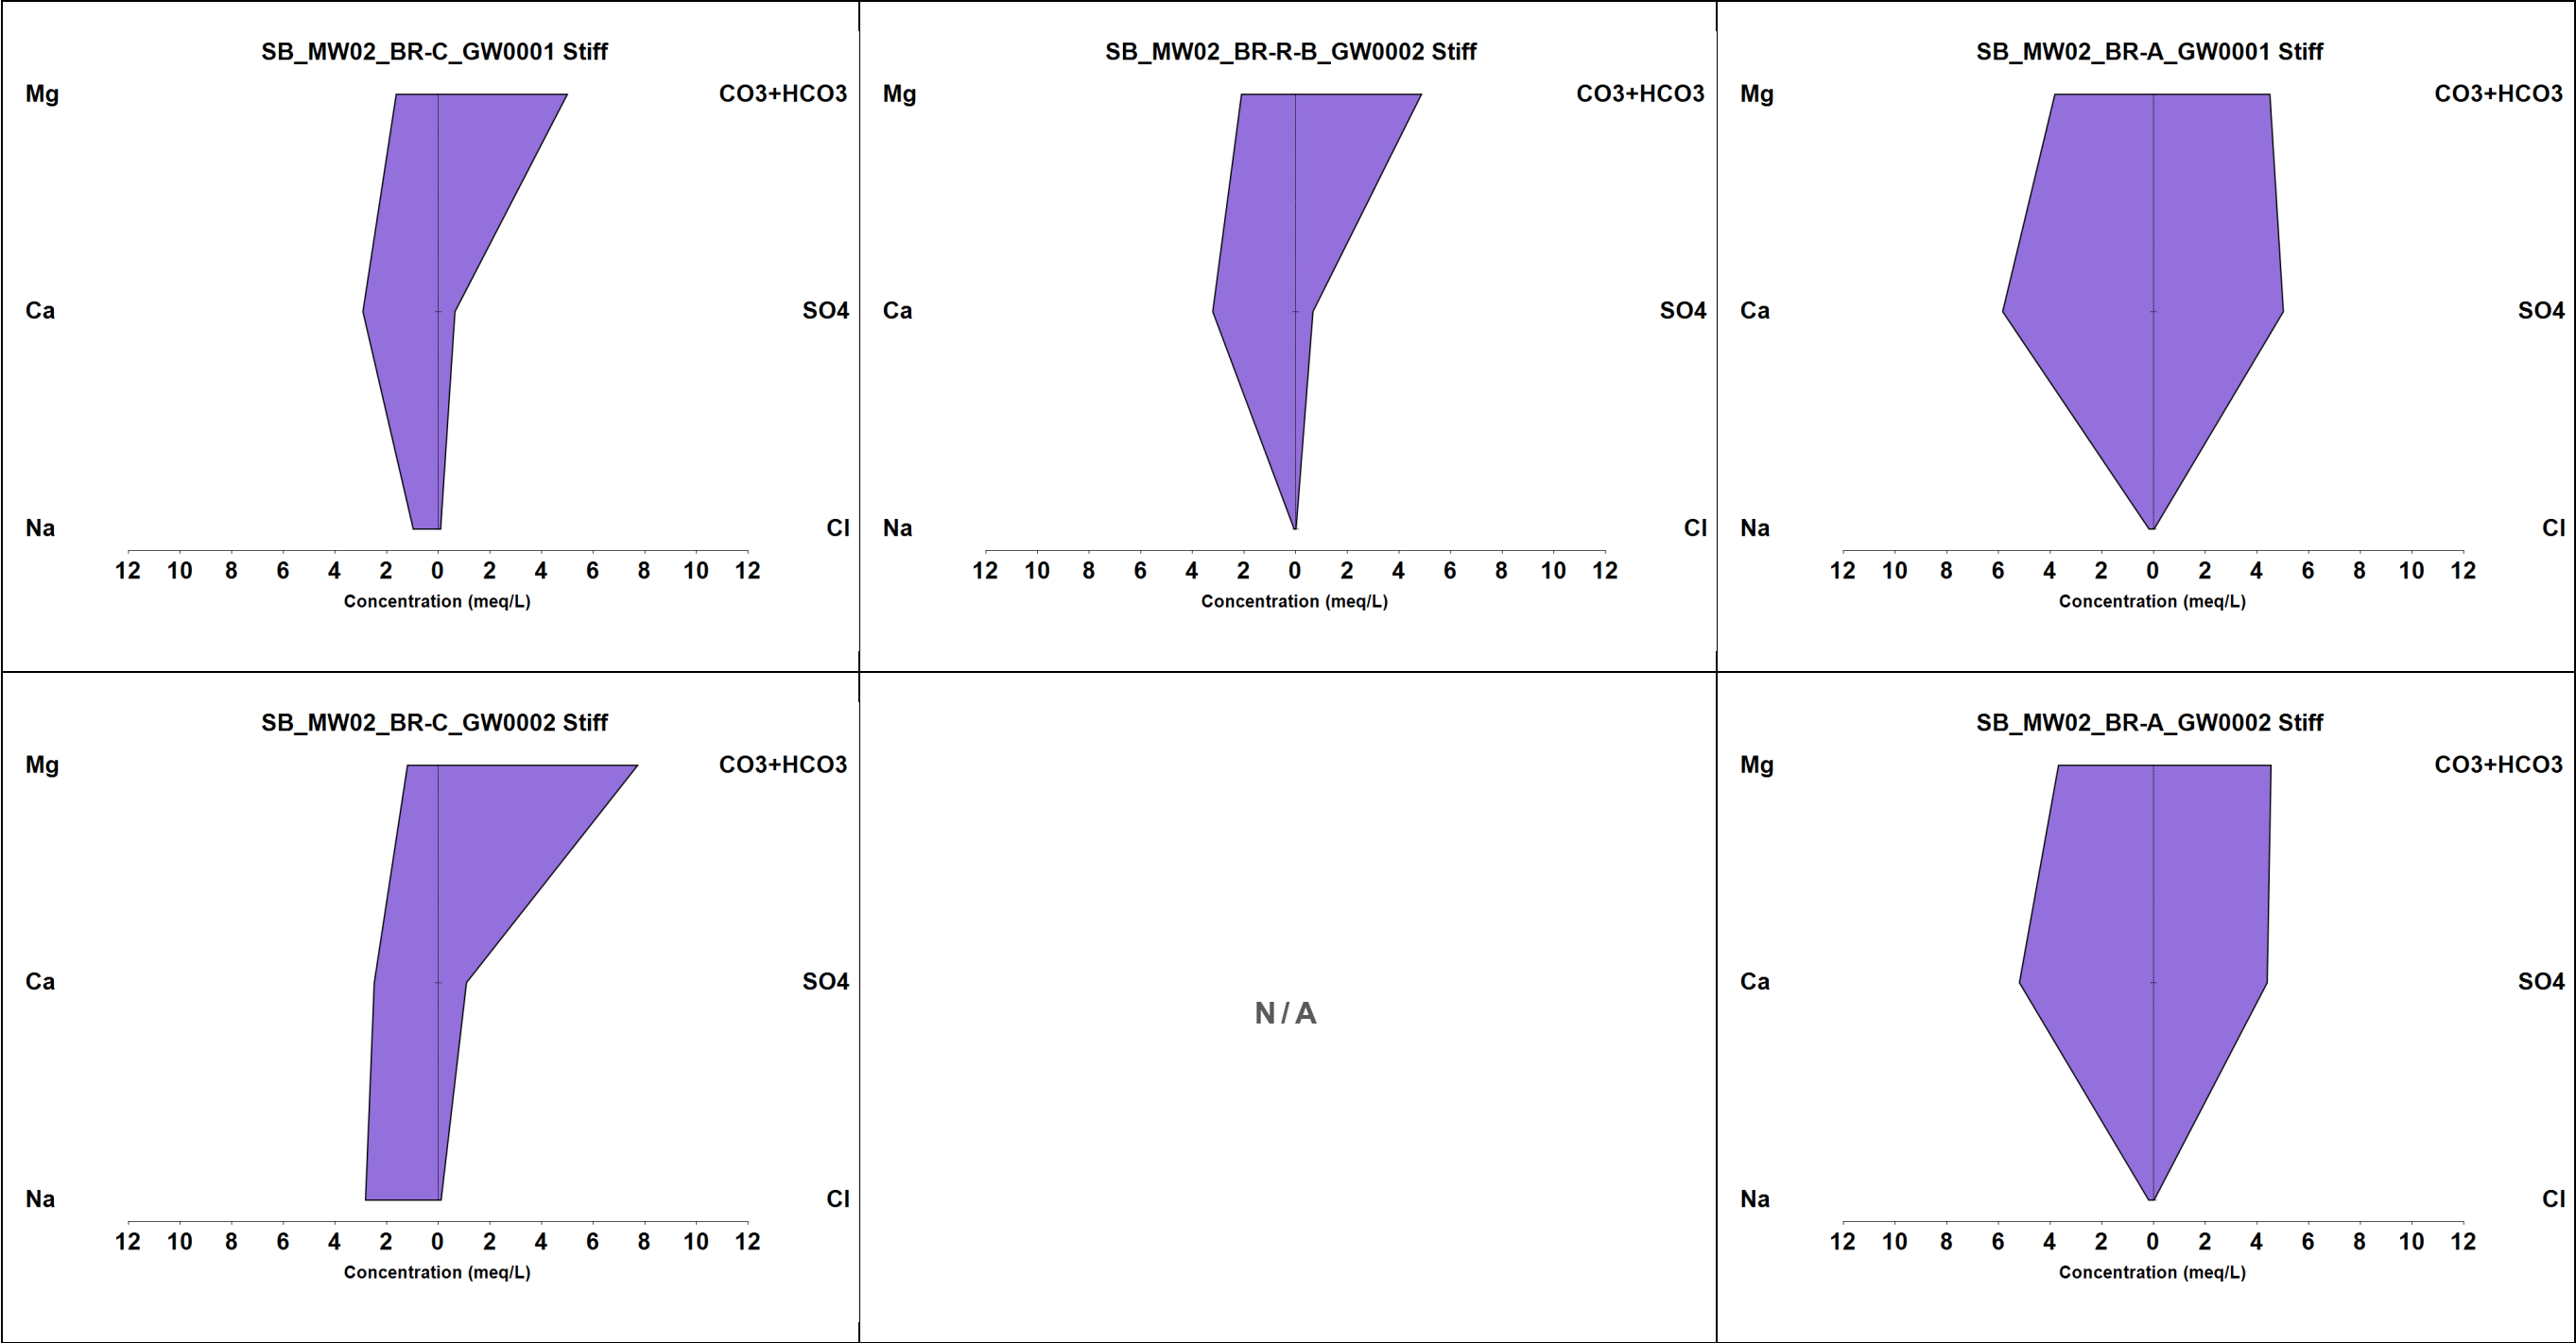 SB_MW02_BR-C_GW0001 Stiff
Mg CO3+HCO3
Ca SO4
Na Cl
12 10 8 6 4 2 0 2 4 6 8 10 12
Concentration (meq/L)
SB_MW02_BR-R-B_GW0002 Stiff
Mg CO3+HCO3
Ca SO4
Na Cl
12 10 8 6 4 2 0 2 4 6 8 10 12
Concentration (meq/L)
SB_MW02_BR-A_GW0001 Stiff
Mg CO3+HCO3
Ca SO4
Na Cl
12 10 8 6 4 2 0 2 4 6 8 10 12
Concentration (meq/L)
SB_MW02_BR-C_GW0002 Stiff
Mg CO3+HCO3
Ca SO4
Na Cl
12 10 8 6 4 2 0 2 4 6 8 10 12
Concentration (meq/L)
N/A
SB_MW02_BR-A_GW0002 Stiff
Mg CO3+HCO3
Ca SO4
Na Cl
12 10 8 6 4 2 0 2 4 6 8 10 12
Concentration (meq/L)